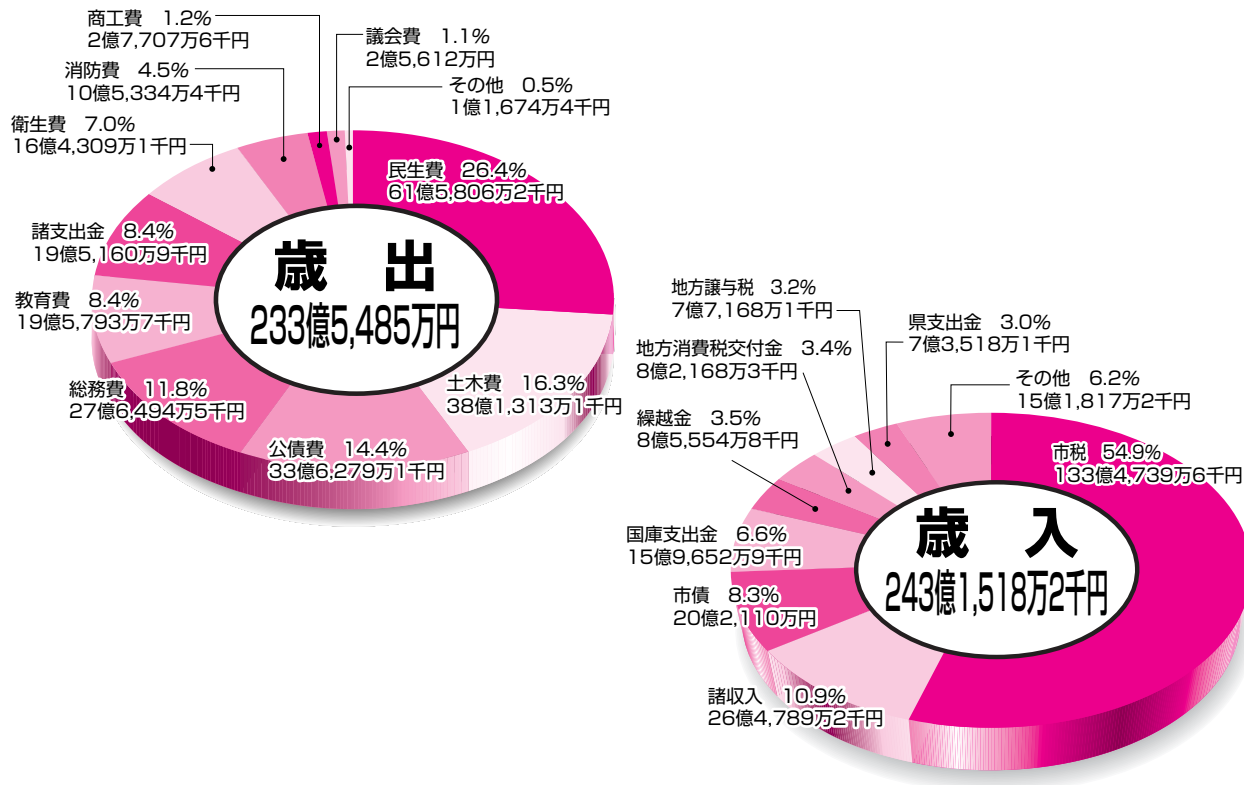 商工費 1.2%
2億7,707万6千円
議会費 1.1%
2億5,612万円
消防費 4.5%
10億5,334万4千円
その他 0.5%
1億1,674万4千円
衛生費 7.0%
16億4,309万1千円
民生費 26.4%
61億5,806万2千円
諸支出金 8.4%
19億5,160万9千円
教育費 8.4%
19億5,793万7千円
総務費 11.8%
27億6,494万5千円
公債費 14.4%
33億6,279万1千円
土木費 16.3%
38億1,313万1千円
歳 出
233億5,485万円
地方譲与税 3.2%
7億7,168万1千円
県支出金 3.0%
7億3,518万1千円
地方消費税交付金 3.4%
8億2,168万3千円
その他 6.2%
15億1,817万2千円
繰越金 3.5%
8億5,554万8千円
市税 54.9%
133億4,739万6千円
国庫支出金 6.6%
15億9,652万9千円
市債 8.3%
20億2,110万円
諸収入 10.9%
26億4,789万2千円
歳 入
243億1,518万2千円